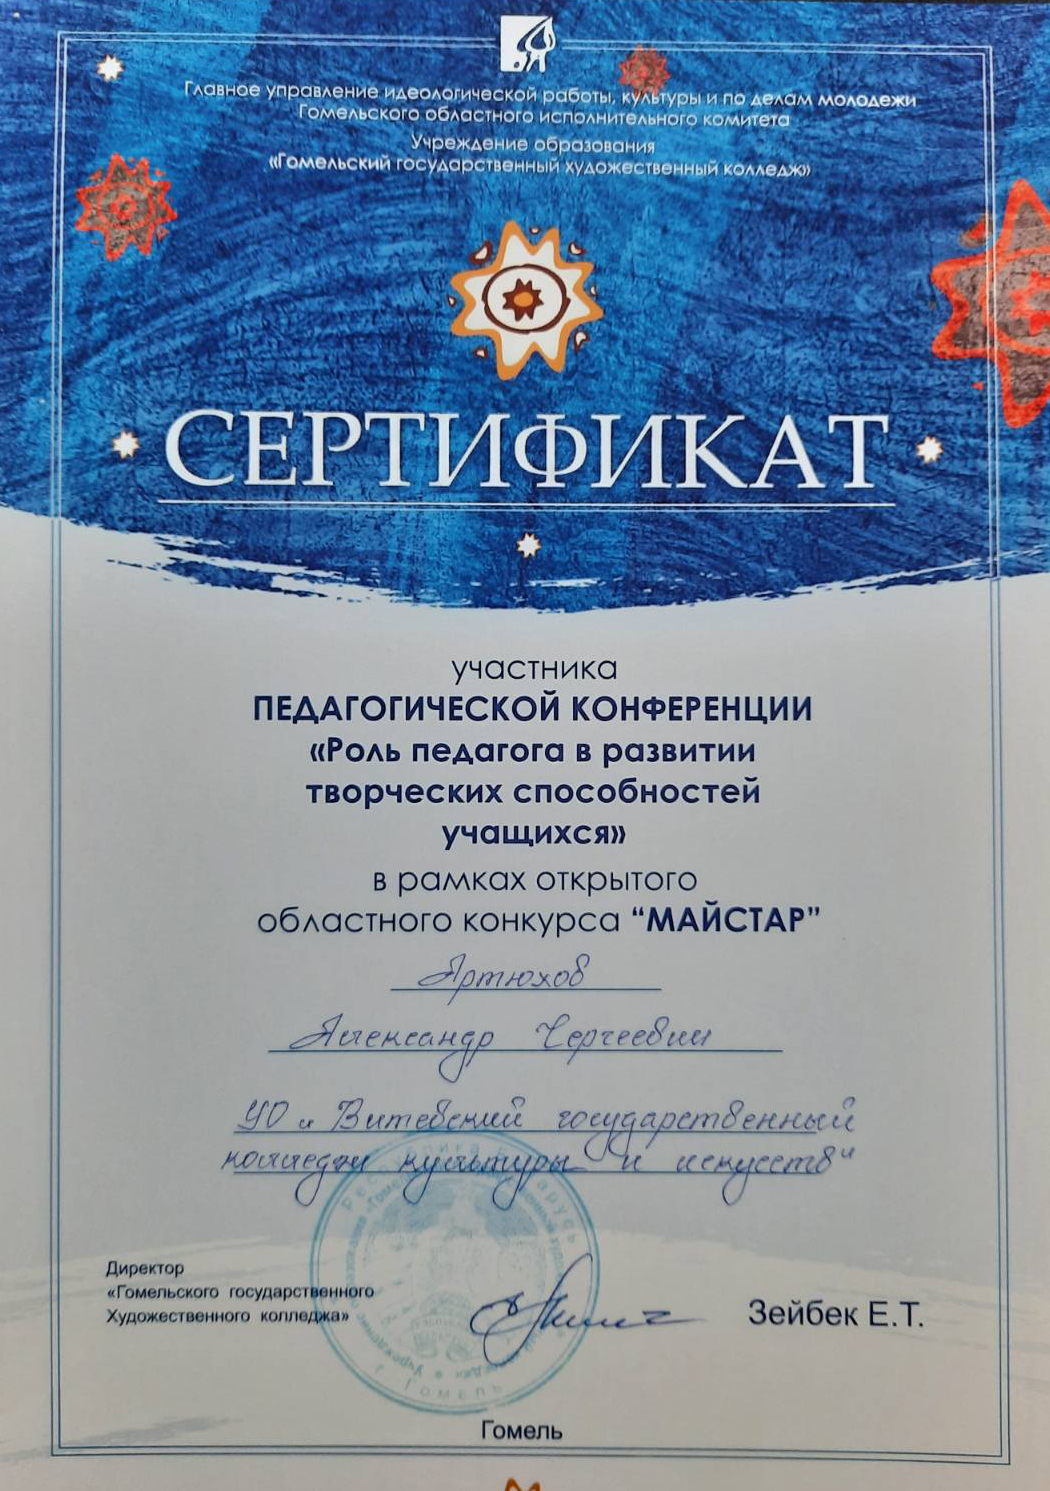 Главное управление идеологической работы, культуры и по делам молодежи
Гомельского областного исполнительного комитета
Учреждение образования
«Гомельский государственный художественный колледж»
СЕРТИФИКАТ
участника
ПЕДАГОГИЧЕСКОЙ КОНФЕРЕНЦИИ
«Роль педагога в развитии
творческих способностей
учащихся»
в рамках открытого
областного конкурса “МАЙСТАР”
Артюхов
Александр Сергеевич
УО „Витебский государственный
колледж культуры и искусств“
Директор
«Гомельского государственного
Художественного колледжа»
Зейбек Е.Т.
г. Гомель
Гомель